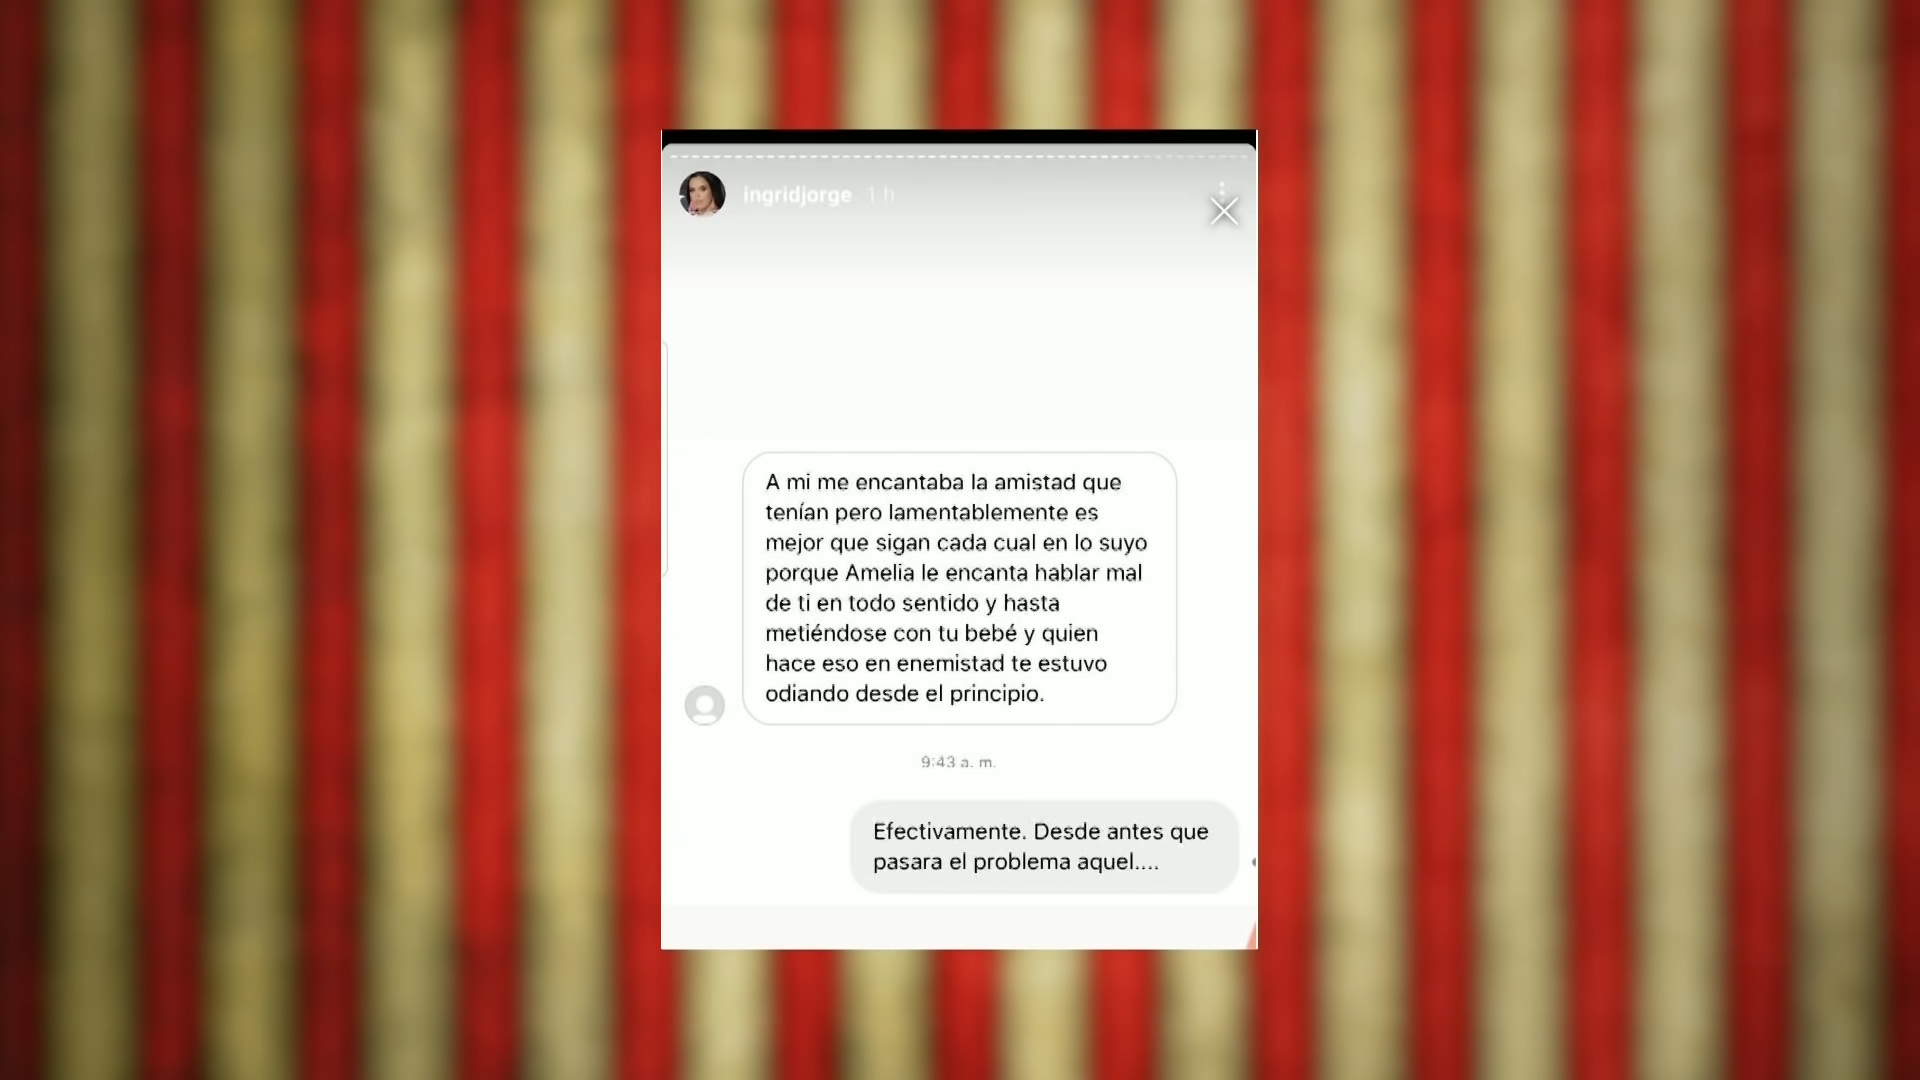 ingridjorge 1 h
A mi me encantaba la amistad que
tenían pero lamentablemente es
mejor que sigan cada cual en lo suyo
porque Amelia le encanta hablar mal
de ti en todo sentido y hasta
metiéndose con tu bebé y quien
hace eso en enemistad te estuvo
odiando desde el principio.
9:43 a. m.
Efectivamente. Desde antes que
pasara el problema aquel....